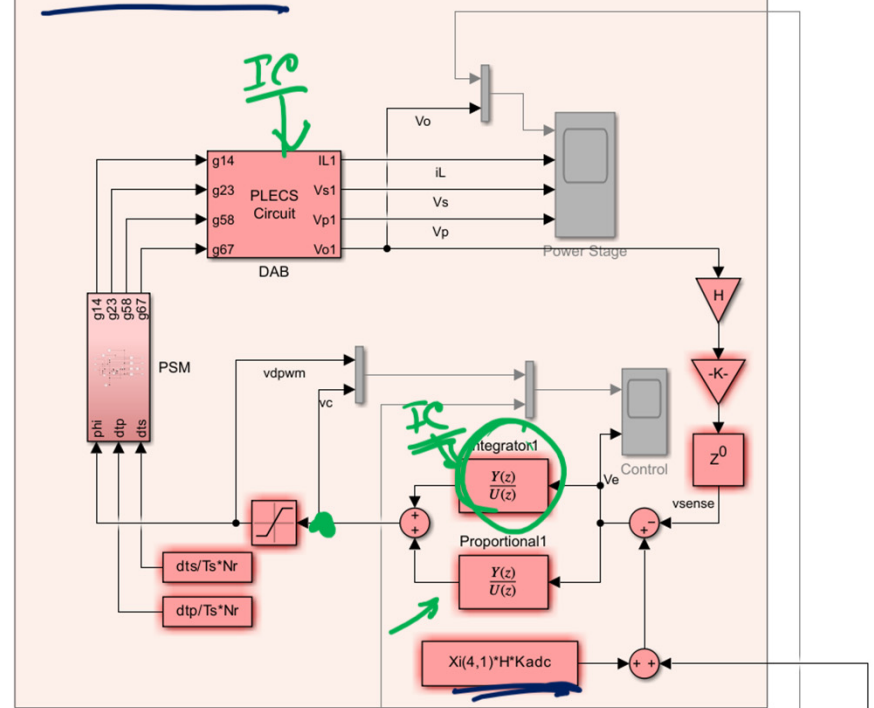 IC
Vo
g14 IL1
iL
g23 PLECS Vs1
Circuit
Vs
g58 Vp1
Vp
g67 Vo1
Power Stage
DAB
H
g14 g23 g58 g67
PSM
-K-
vdpwm
vc
phi dtp dts
IC
Integrator1
Control
Z0
Y(z)
U(z)
Ve
vsense
+
+
+ −
Proportional1
dts/Ts*Nr
Y(z)
U(z)
dtp/Ts*Nr
Xi(4,1)*H*Kadc
+ +